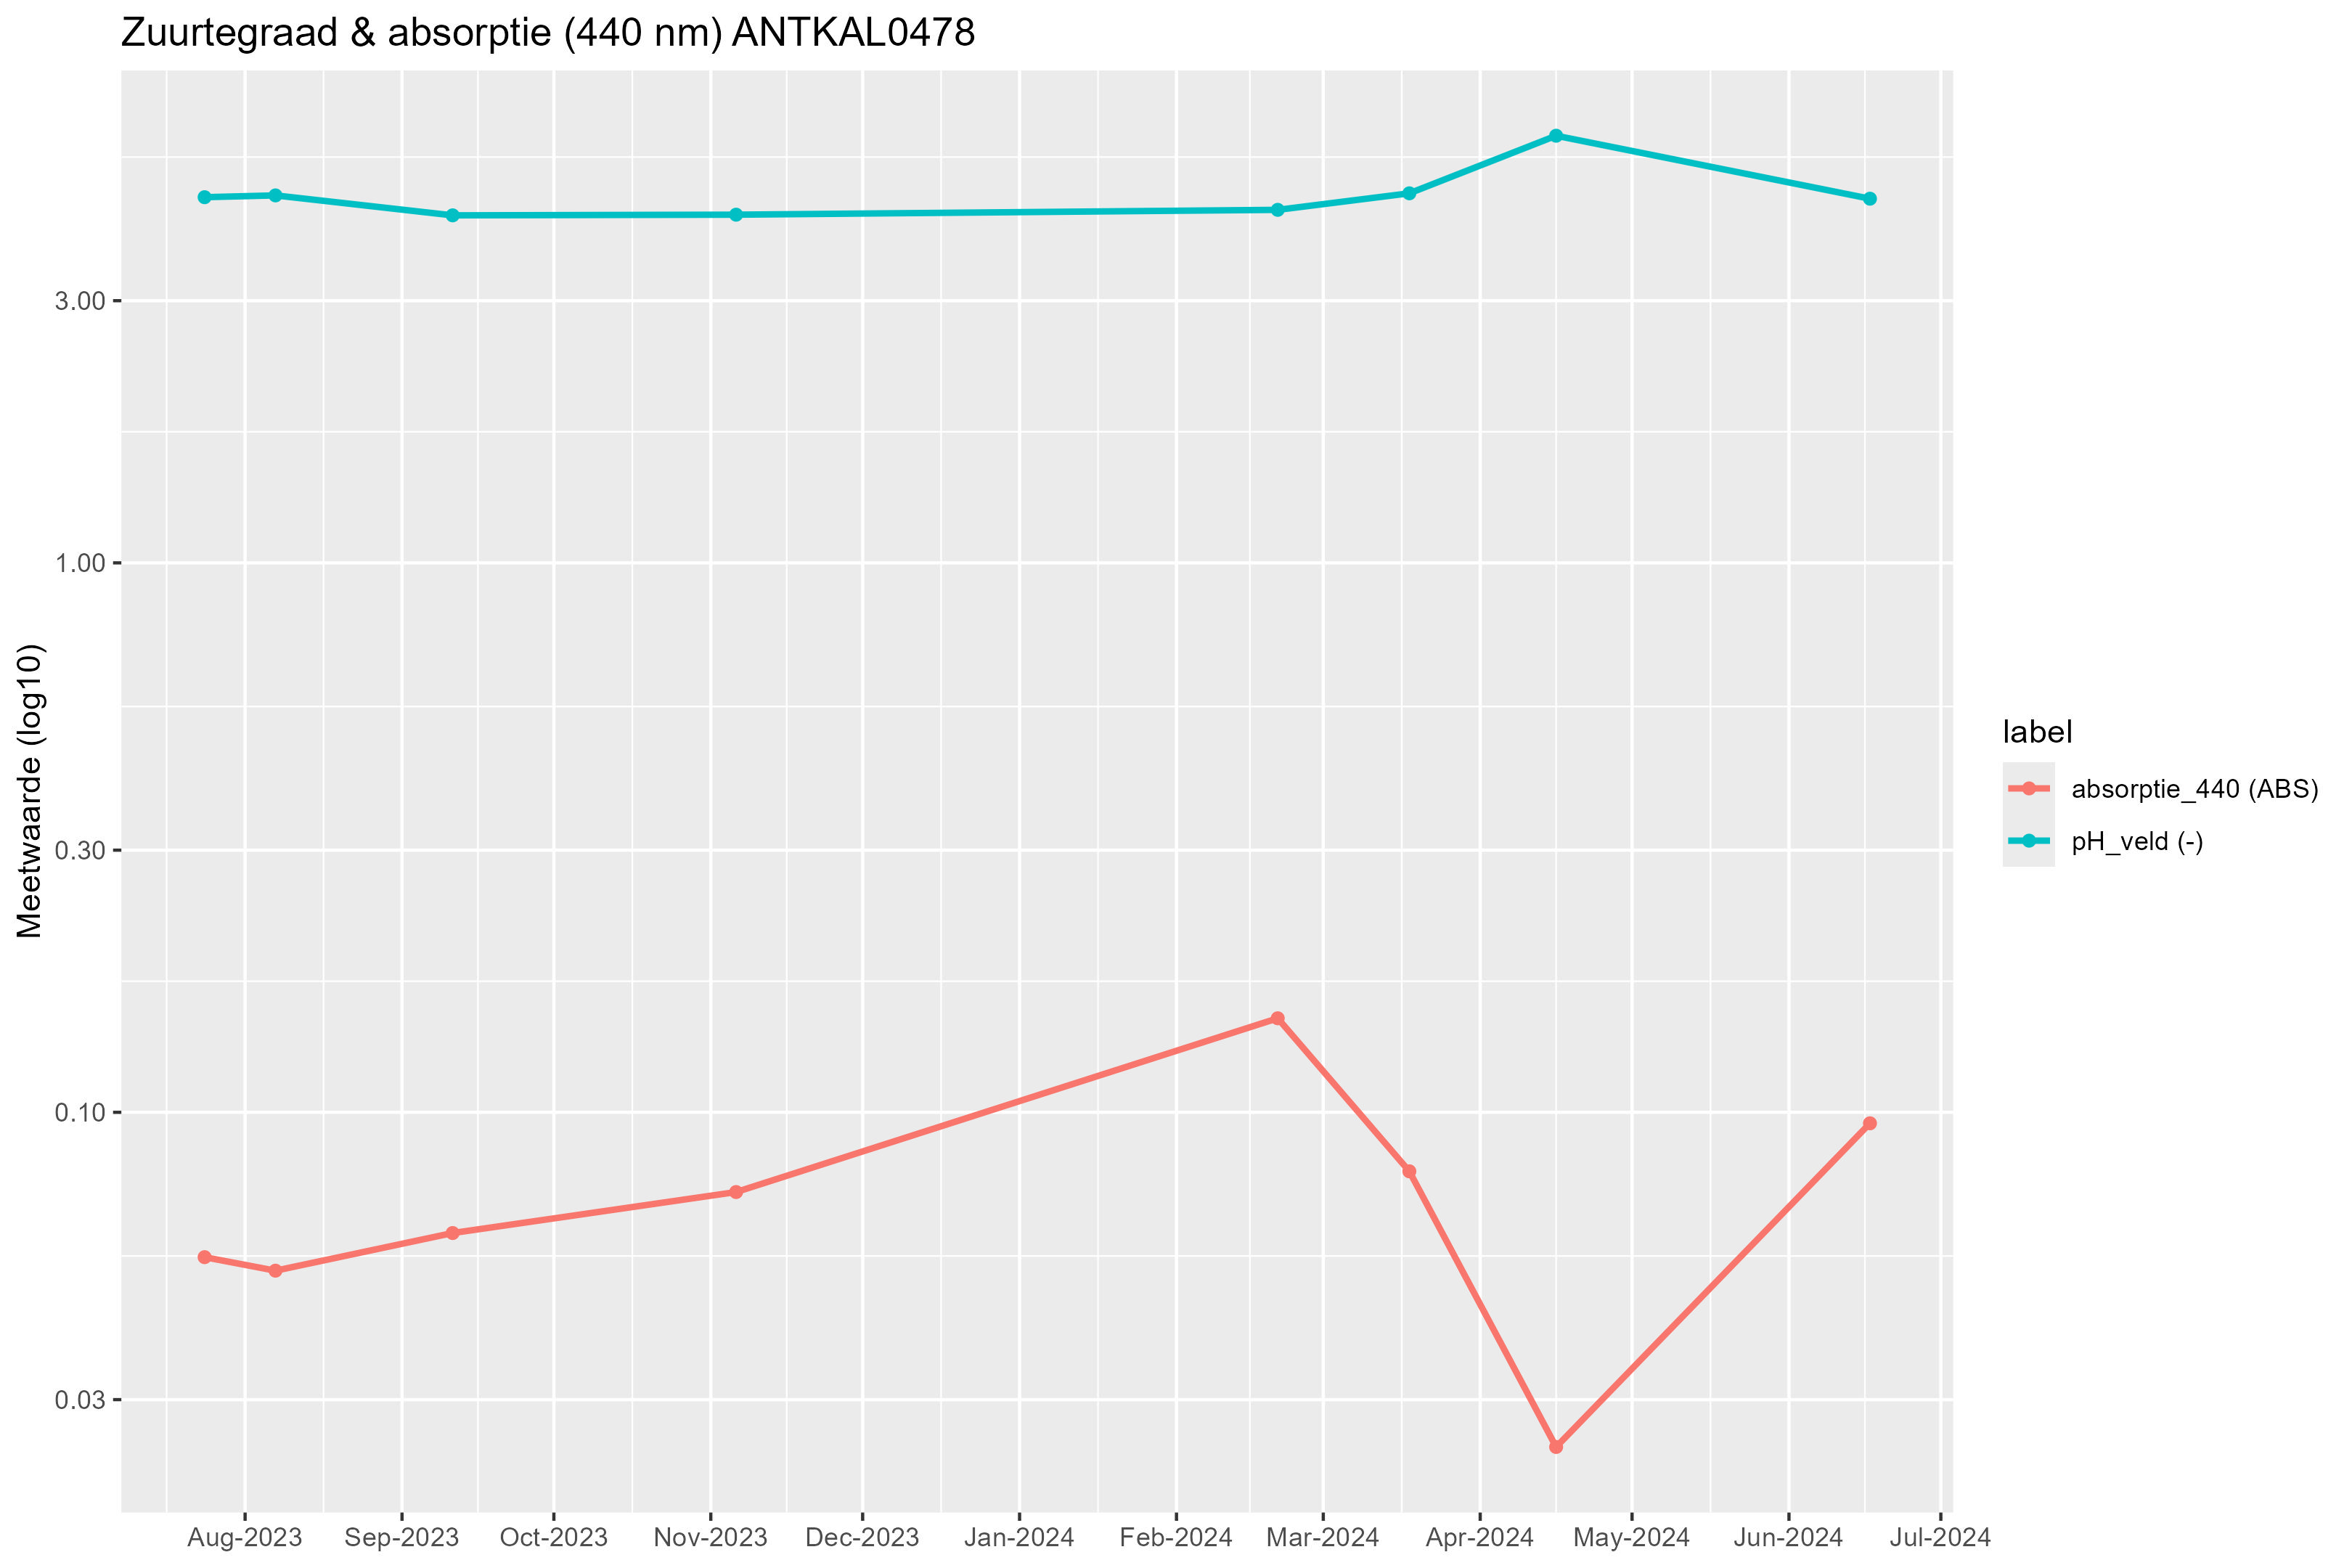 Zuurtegraad & absorptie (440 nm) ANTKAL0478
Meetwaarde (log10)
3.00
1.00
0.30
0.10
0.03
Aug-2023
Sep-2023
Oct-2023
Nov-2023
Dec-2023
Jan-2024
Feb-2024
Mar-2024
Apr-2024
May-2024
Jun-2024
Jul-2024
label
absorptie_440 (ABS)
pH_veld (-)